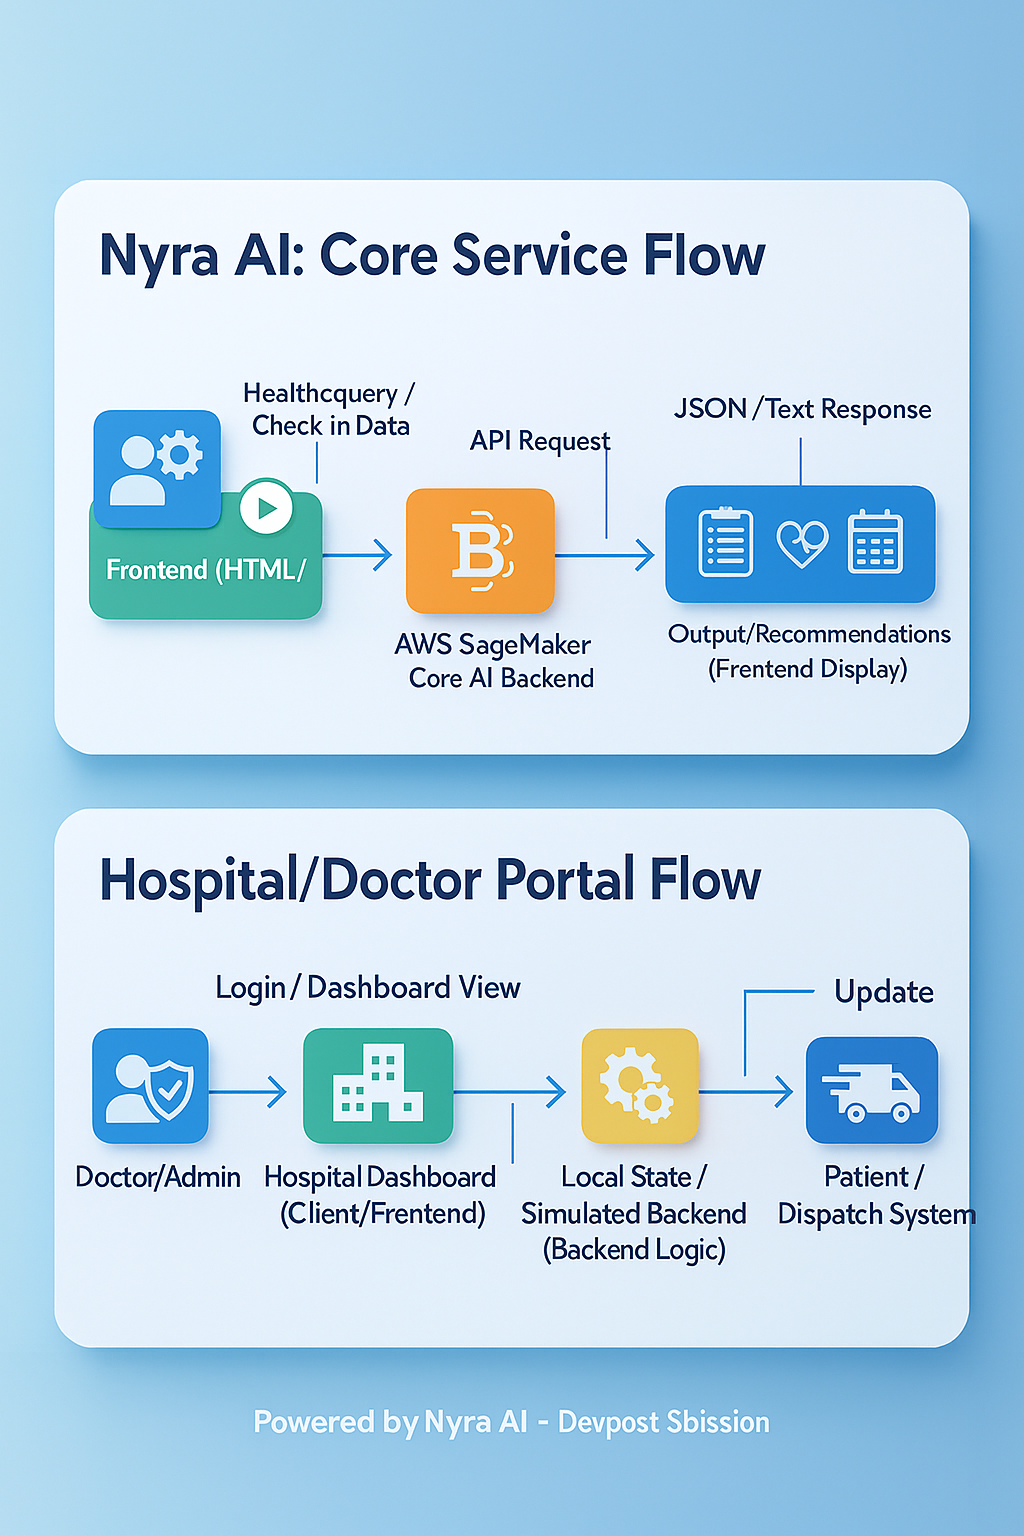 Nyra AI: Core Service Flow
Healthcquery /
Check in Data
API Request
JSON / Text Response
Frontend (HTML/
B
AWS SageMaker
Core AI Backend
Output/Recommendations
(Frentend Display)
Hospital/Doctor Portal Flow
Login / Dashboard View
Update
Doctor/Admin
Hospital Dashboard
(Client/Frentend)
Local State /
Simulated Backend
(Backend Logic)
Patient /
Dispatch System
Powered by Nyra AI - Devpost Sbission